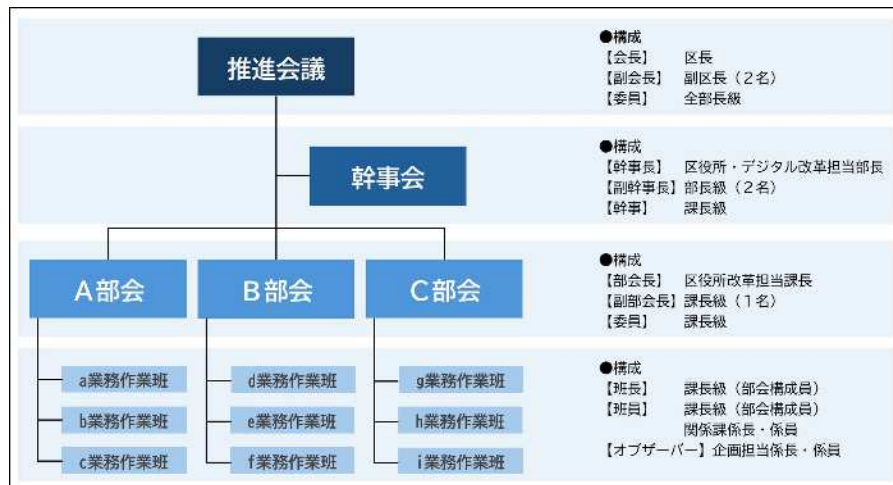 推進会議
●構成
【会長】 区長
【副会長】 副区長（２名）
【委員】 全部長級
幹事会
●構成
【幹事長】 区役所・デジタル改革担当部長
【副幹事長】部長級（２名）
【幹事】 課長級
Ａ部会
Ｂ部会
Ｃ部会
●構成
【部会長】 区役所改革担当課長
【副部会長】課長級（１名）
【委員】 課長級
a業務作業班
b業務作業班
c業務作業班
d業務作業班
e業務作業班
f業務作業班
g業務作業班
h業務作業班
i業務作業班
●構成
【班長】 課長級（部会構成員）
【班員】 課長級（部会構成員）
関係課係長・係員
【オブザーバー】企画担当係長・係員